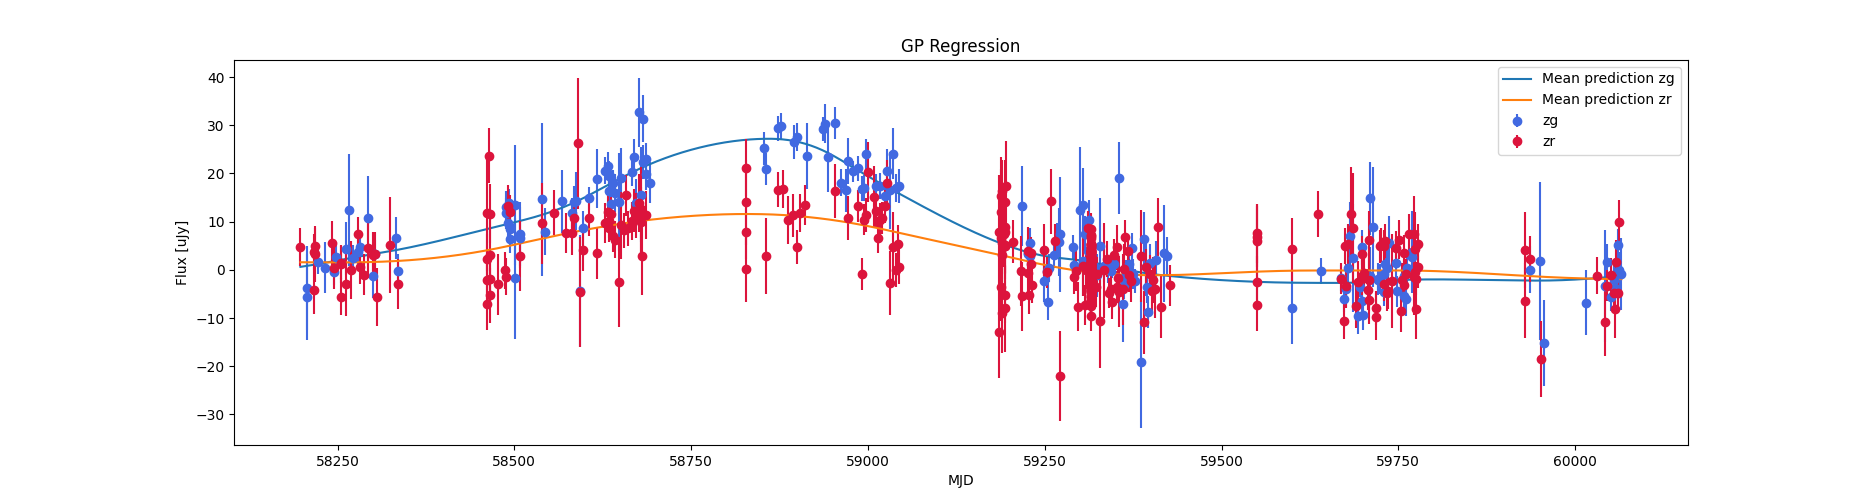 GP Regression
Flux [uJy]
40
30
20
10
0
−10
−20
−30
58250
58500
58750
59000
59250
59500
59750
60000
MJD
Mean prediction zg
Mean prediction zr
zg
zr